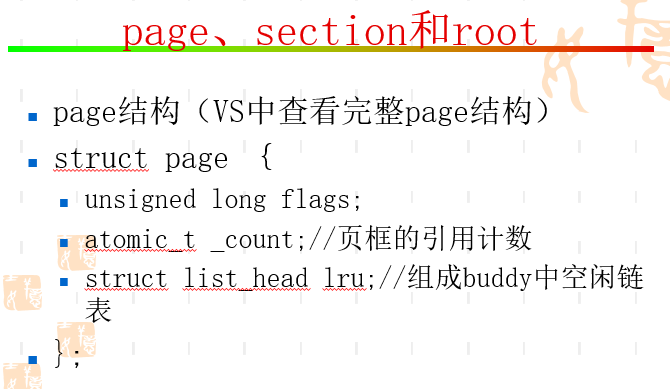 page、section和root
page结构（VS中查看完整page结构）
struct page {
unsigned long flags;
atomic_t _count;//页框的引用计数
struct list_head lru;//组成buddy中空闲链
表
};